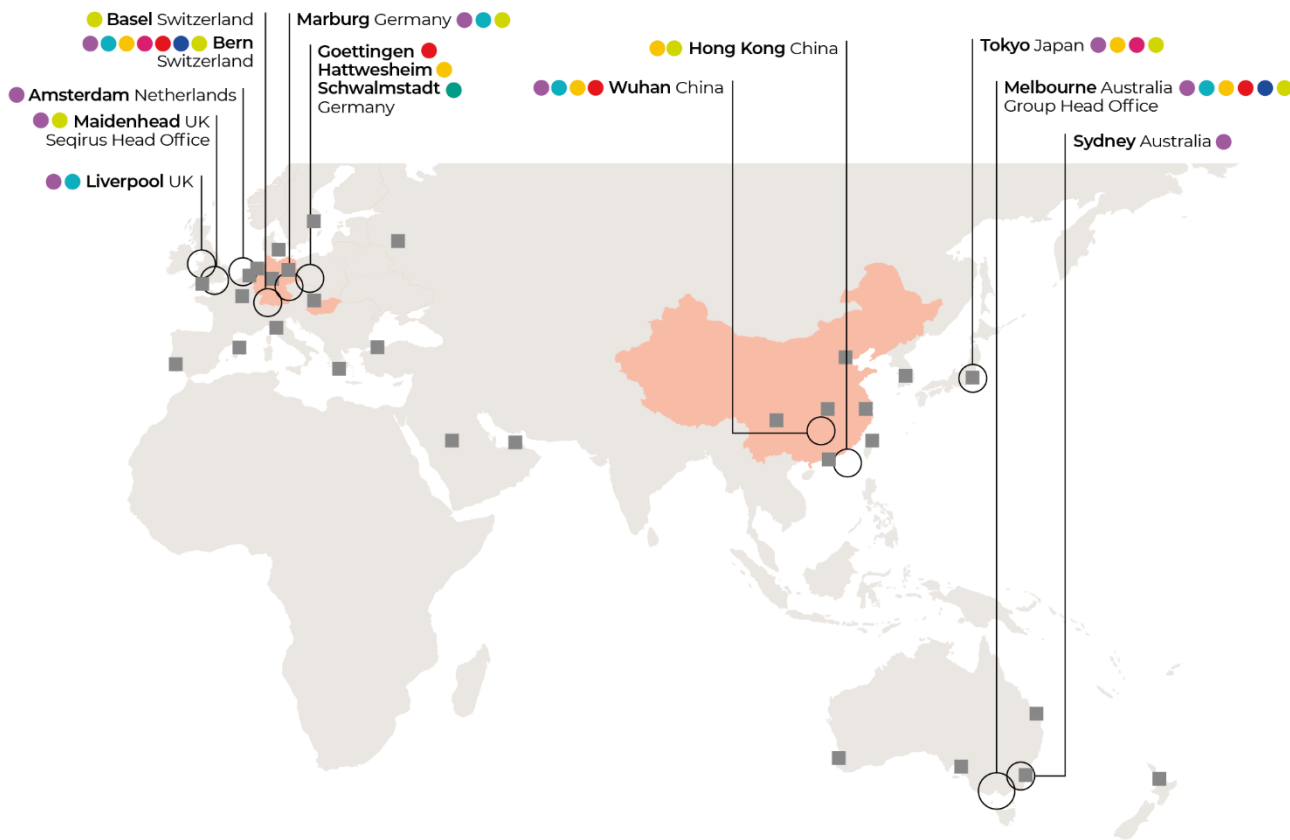 Basel Switzerland
Bern
Switzerland
Amsterdam Netherlands
Maidenhead UK
Seqirus Head Office
Liverpool UK
Marburg Germany
Goettingen
Hattwesheim
Schwalmstadt
Germany
Hong Kong China
Wuhan China
Tokyo Japan
Melbourne Australia
Group Head Office
Sydney Australia